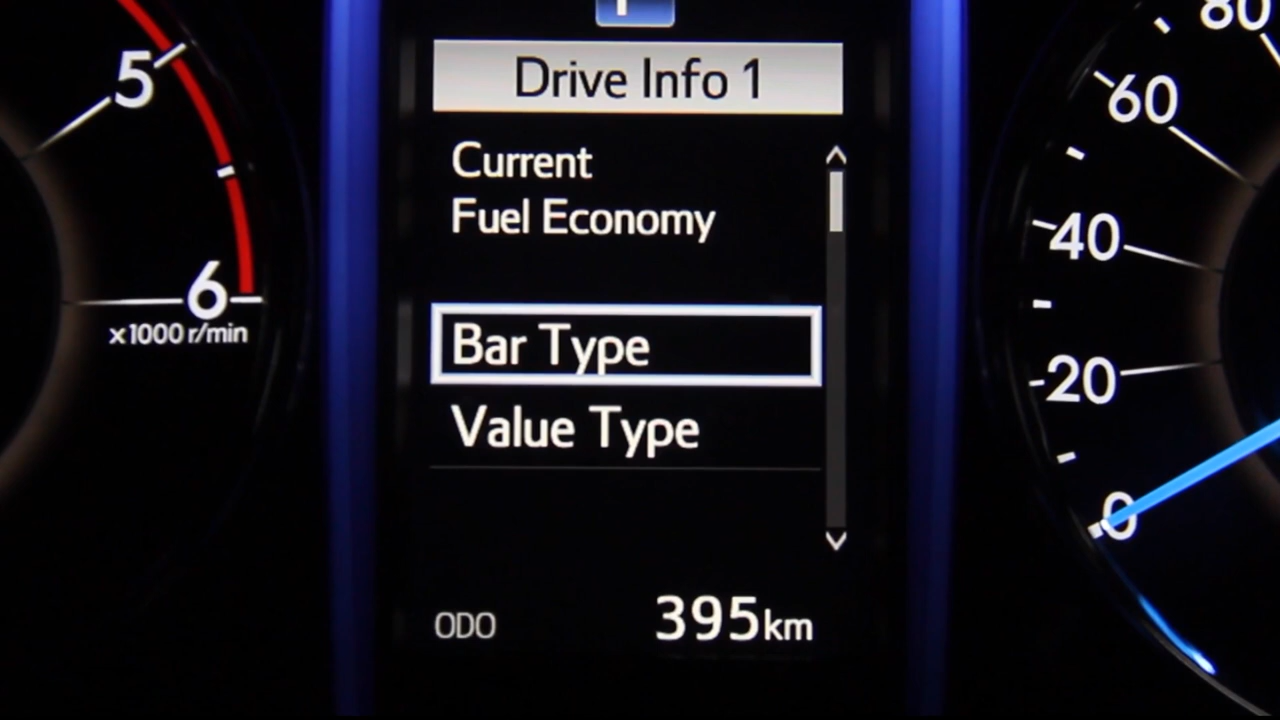 Drive Info 1
Current
Fuel Economy
Bar Type
Value Type
ODO 395km
5
6
x1000 r/min
80
60
40
20
0